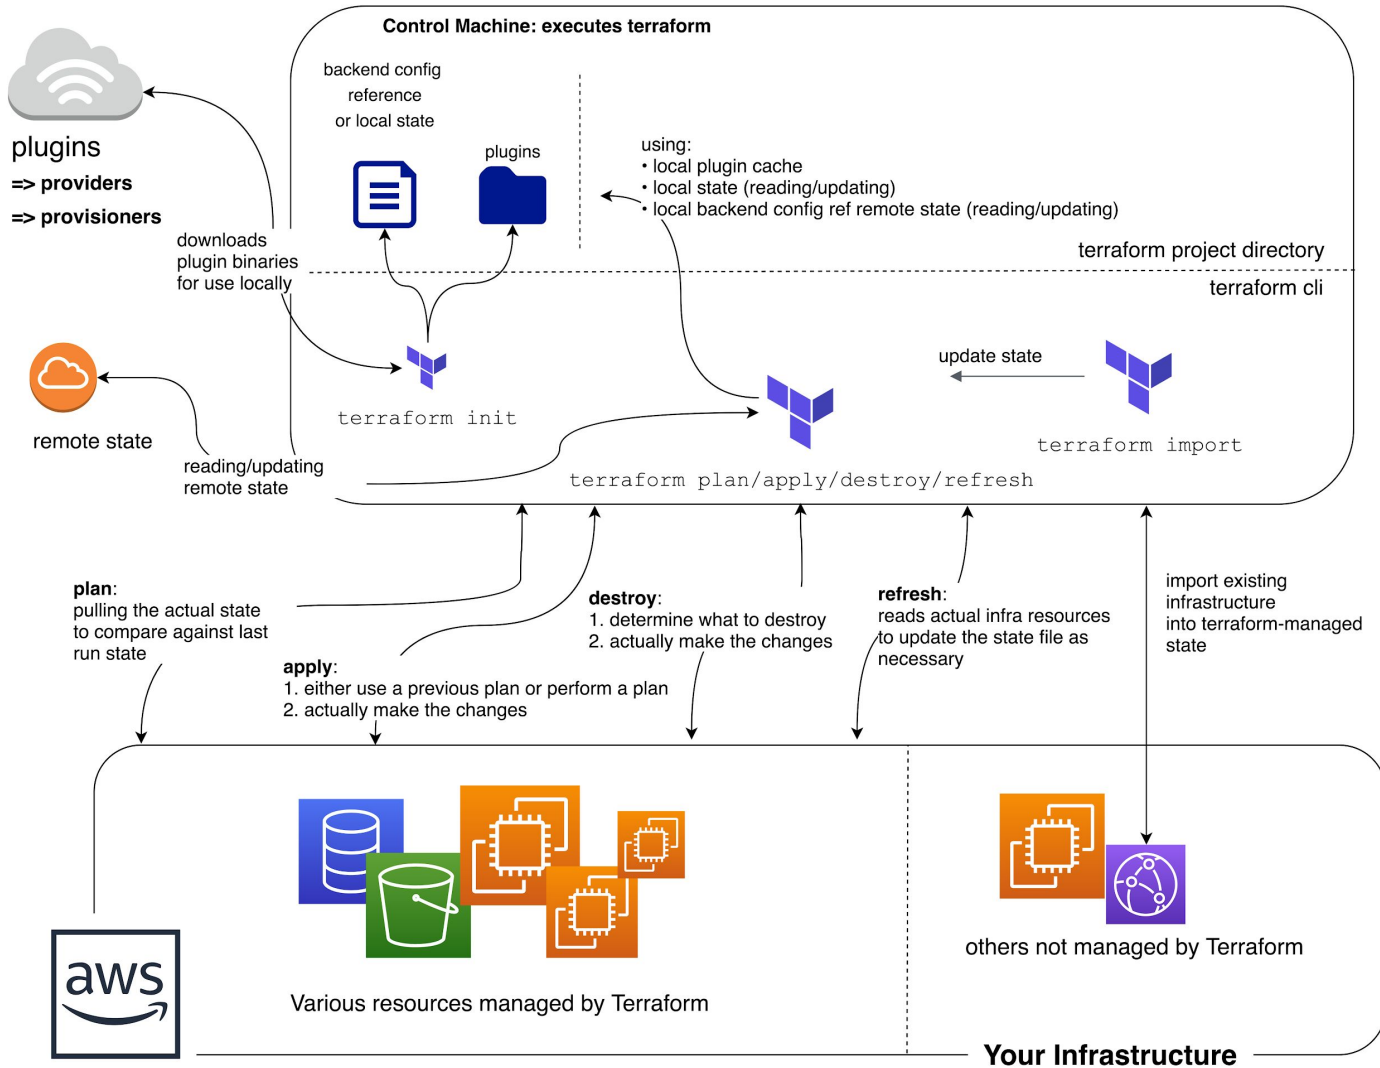 Control Machine: executes terraform
backend config
reference
or local state
plugins
using:
• local plugin cache
• local state (reading/updating)
• local backend config ref remote state (reading/updating)
plugins
=> providers
=> provisioners
downloads
plugin binaries
for use locally
terraform project directory
terraform cli
update state
terraform init
terraform import
remote state
reading/updating
remote state
terraform plan/apply/destroy/refresh
plan:
pulling the actual state
to compare against last
run state
apply:
1. either use a previous plan or perform a plan
2. actually make the changes
destroy:
1. determine what to destroy
2. actually make the changes
refresh:
reads actual infra resources
to update the state file as
necessary
import existing
infrastructure
into terraform-managed
state
aws
Various resources managed by Terraform
others not managed by Terraform
Your Infrastructure